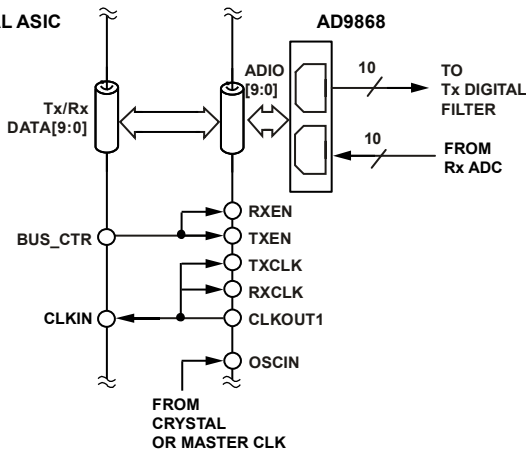 AL ASIC
AD9868
ADIO
[9:0]
10
TO
Tx DIGITAL
FILTER
Tx/Rx
DATA[9:0]
10
FROM
Rx ADC
RXEN
BUS_CTR
TXEN
TXCLK
RXCLK
CLKIN
CLKOUT1
OSCIN
FROM
CRYSTAL
OR MASTER CLK